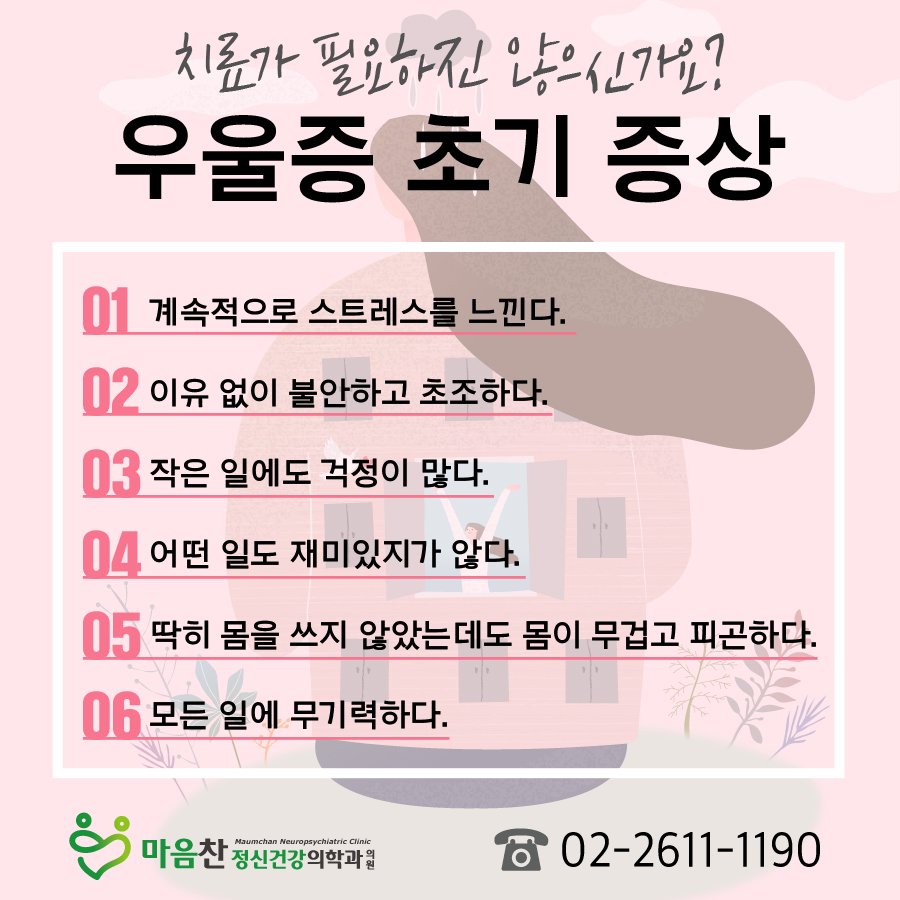 치료가 필요하진 않으신가요?
우울증 초기 증상
01 계속적으로 스트레스를 느낀다.
02 이유 없이 불안하고 초조하다.
03 작은 일에도 걱정이 많다.
04 어떤 일도 재미있지가 않다.
05 딱히 몸을 쓰지 않았는데도 몸이 무겁고 피곤하다.
06 모든 일에 무기력하다.
Maumchan Neuropsychiatric Clinic
마음찬 정신건강의학과의원
02-2611-1190